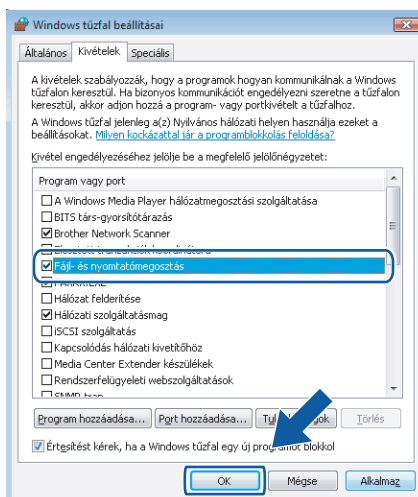 Windows tűzfal beállításai
Általános Kivételek Speciális
A kivételek szabályozzák, hogy a programok hogyan kommunikálnak a Windows
tűzfalon keresztül. Ha bizonyos kommunikációt engedélyezni szeretne a tűzfalon
keresztül, akkor adjon hozzá a program- vagy portkivételt a tűzfalhoz.
A Windows tűzfal jelenleg a(z) Nyilvános hálózati helyen használja ezeket a
beállításokat. Milyen kockázattal jár a programblokkolás feloldása?
Kivétel engedélyezéséhez jelölje be a megfelelő jelölőnégyzetet:
Program vagy port
A Windows Media Player hálózatmegosztási szolgáltatása
BITS társ-gyorsítótárazás
Brother Network Scanner
Fájl- és nyomtatómegosztás
Hálózat felderítése
Hálózati szolgáltatásmag
iSCSI szolgáltatás
Kapcsolódás hálózati kivetítőhöz
Media Center Extender készülékek
Rendszerfelügyeleti webszolgáltatások
SNMP trap
Program hozzáadása... Port hozzáadása... Törlés
Értesítést kérek, ha a Windows tűzfal egy új programot blokkol
OK Mégse Alkalmaz